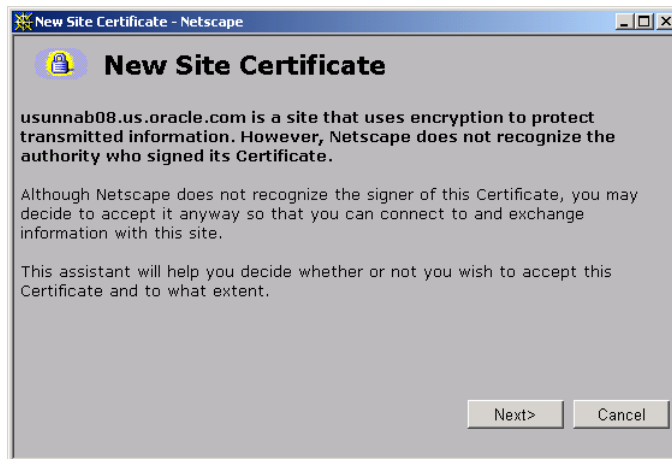 New Site Certificate - Netscape
New Site Certificate
usunnab08.us.oracle.com is a site that uses encryption to protect
transmitted information. However, Netscape does not recognize the
authority who signed its Certificate.
Although Netscape does not recognize the signer of this Certificate, you may
decide to accept it anyway so that you can connect to and exchange
information with this site.
This assistant will help you decide whether or not you wish to accept this
Certificate and to what extent.
Next> Cancel